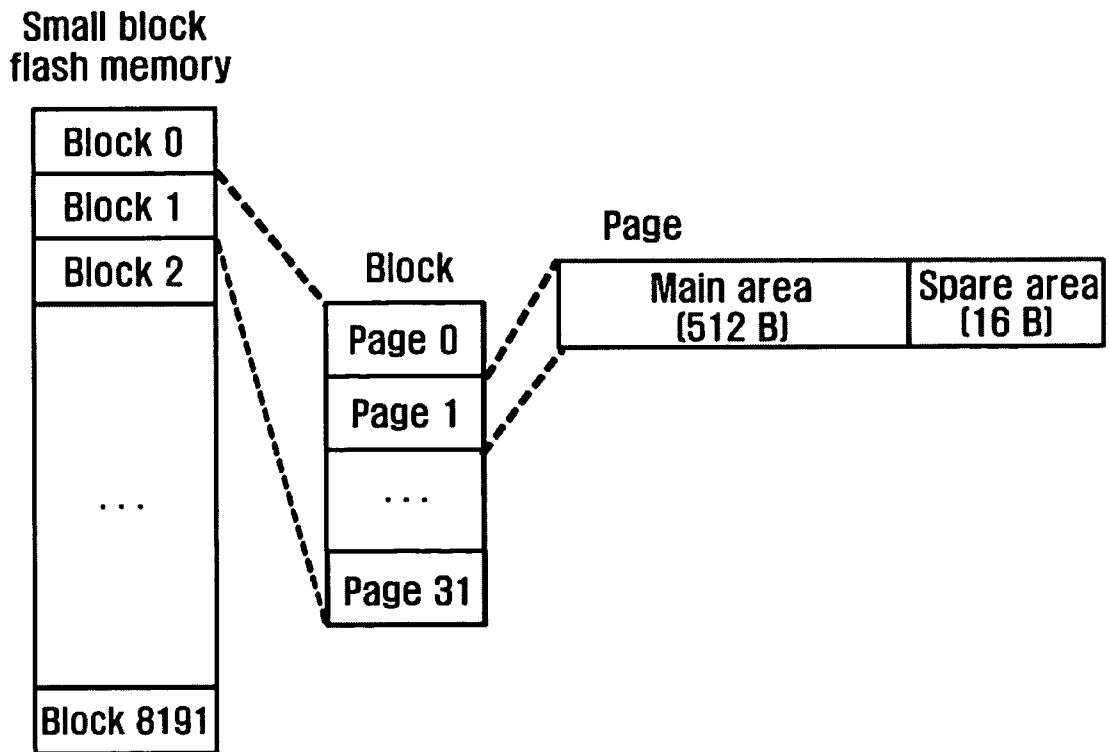 Small block
flash memory
Block 0
Block 1
Block 2
...
Block 8191
Block
Page 0
Page 1
...
Page 31
Page
Main area
(512 B)
Spare area
(16 B)